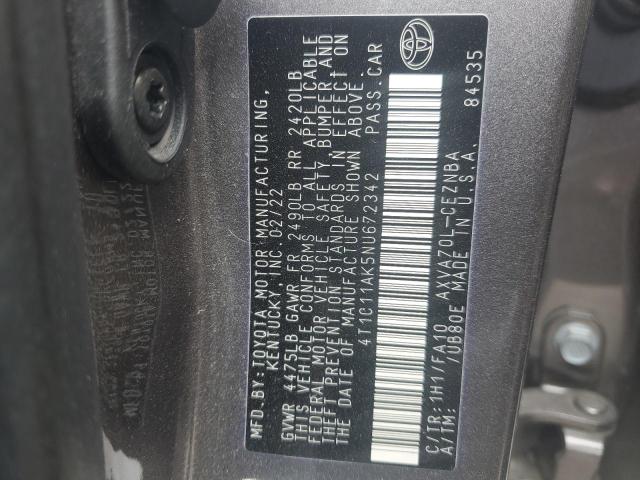 MFD.BY:TOYOTA MOTOR MANUFACTURING,
KENTUCKY,INC 02/22
GVWR 4475LB GAWR FR 2490LB RR 2420LB
THIS VEHICLE CONFORMS TO ALL APPLICABLE
FEDERAL MOTOR VEHICLE SAFETY, BUMPER AND
THEFT PREVENTION STANDARDS IN EFFECT ON
THE DATE OF MANUFACTURE SHOWN ABOVE.
4T1C11AK5NU672342 PASS.CAR
C/TR:1H1/FA10 AXVA70L-CEZNBA
A/TM: /UB80E MADE IN U.S.A. 84535